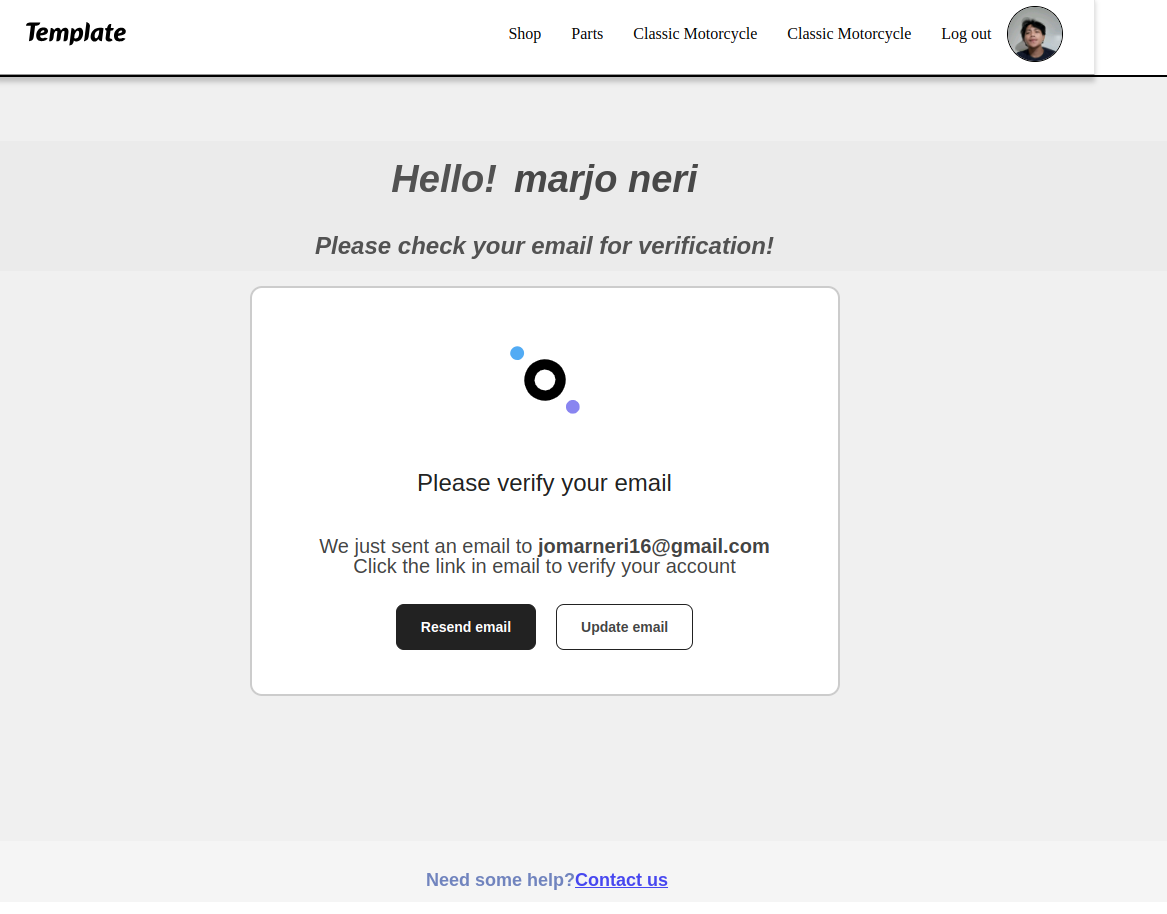 Template
Shop Parts Classic Motorcycle Classic Motorcycle Log out
Hello! marjo neri
Please check your email for verification!
Please verify your email
We just sent an email to jomarneri16@gmail.com
Click the link in email to verify your account
Resend email Update email
Need some help?Contact us